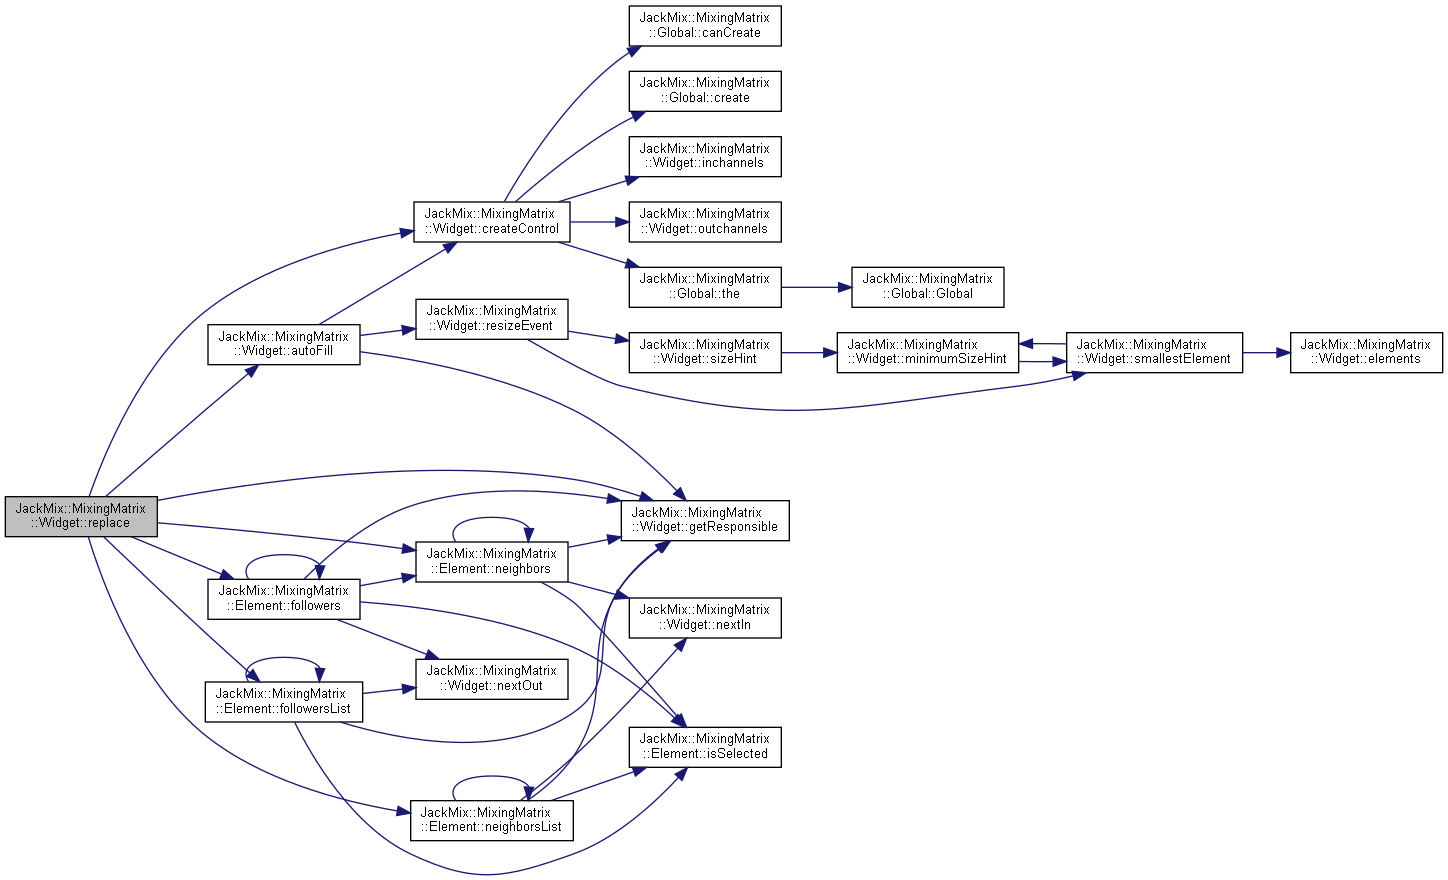 JackMix::MixingMatrix
::Global::canCreate
JackMix::MixingMatrix
::Global::create
JackMix::MixingMatrix
::Widget::inchannels
JackMix::MixingMatrix
::Widget::createControl
JackMix::MixingMatrix
::Widget::outchannels
JackMix::MixingMatrix
::Global::the
JackMix::MixingMatrix
::Global::Global
JackMix::MixingMatrix
::Widget::resizeEvent
JackMix::MixingMatrix
::Widget::autoFill
JackMix::MixingMatrix
::Widget::sizeHint
JackMix::MixingMatrix
::Widget::minimumSizeHint
JackMix::MixingMatrix
::Widget::smallestElement
JackMix::MixingMatrix
::Widget::elements
JackMix::MixingMatrix
::Widget::replace
JackMix::MixingMatrix
::Widget::getResponsible
JackMix::MixingMatrix
::Element::neighbors
JackMix::MixingMatrix
::Element::followers
JackMix::MixingMatrix
::Widget::nextIn
JackMix::MixingMatrix
::Widget::nextOut
JackMix::MixingMatrix
::Element::followersList
JackMix::MixingMatrix
::Element::isSelected
JackMix::MixingMatrix
::Element::neighborsList